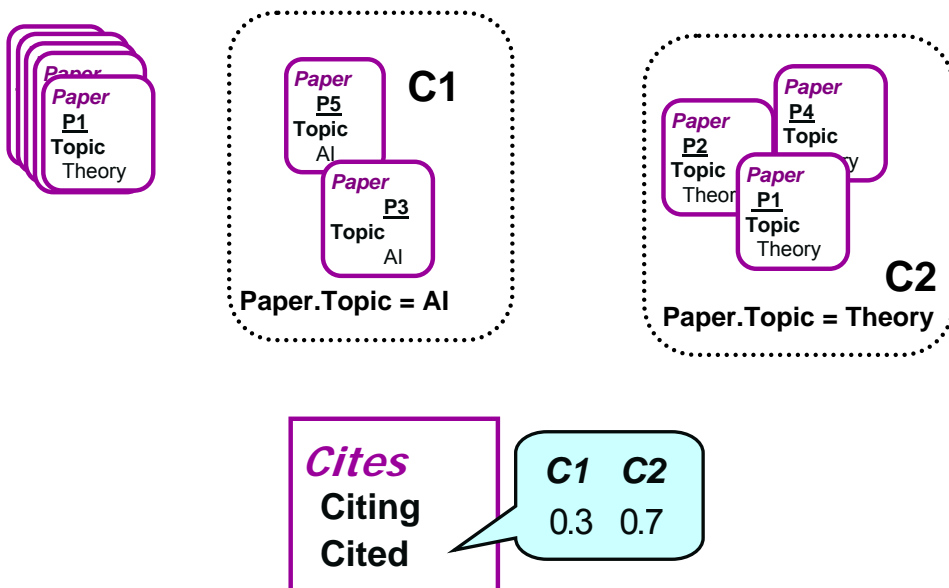 Paper
Paper
P1
Topic
Theory
C1
Paper
P5
Topic
AI
Paper
P3
Topic
AI
Paper.Topic = AI
Paper
P4
Topic
Paper
P2
Topic
Theor
Paper
P1
Topic
Theory
C2
Paper.Topic = Theory
Cites
Citing
Cited
C1 C2
0.3 0.7